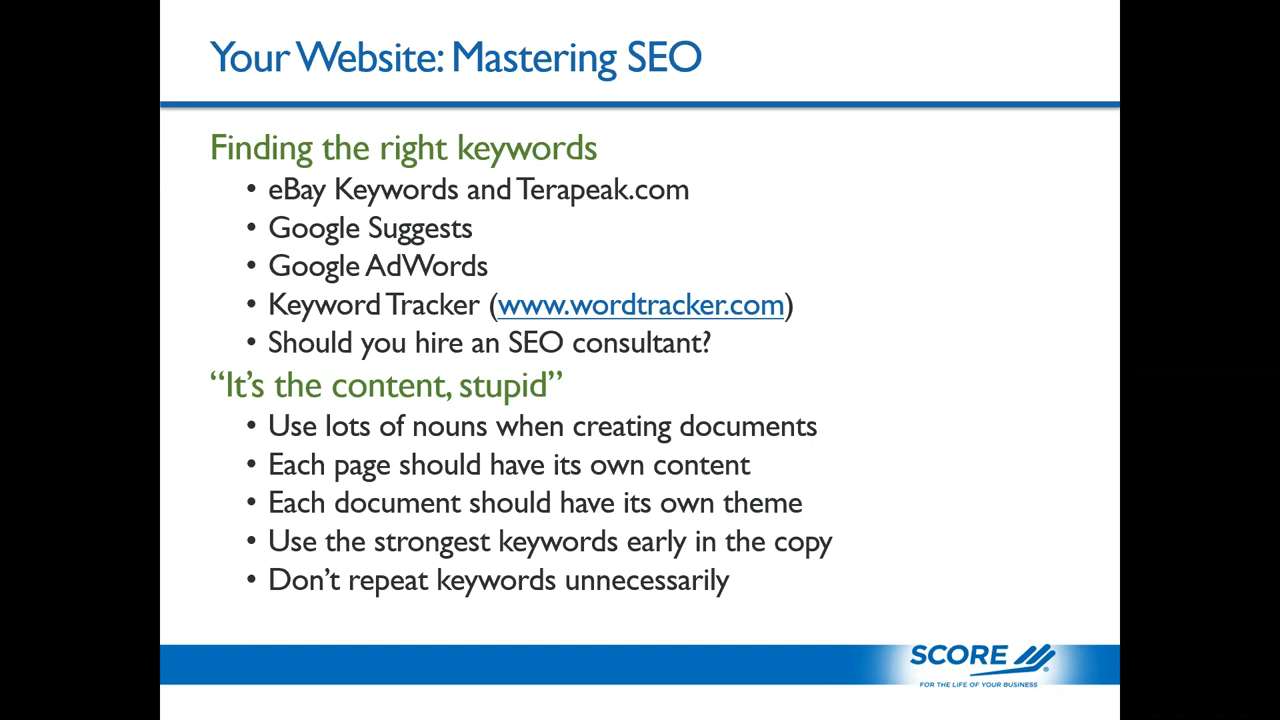 Your Website: Mastering SEO
Finding the right keywords
• eBay Keywords and Terapeak.com
• Google Suggests
• Google AdWords
• Keyword Tracker (www.wordtracker.com)
• Should you hire an SEO consultant?
“It’s the content, stupid”
• Use lots of nouns when creating documents
• Each page should have its own content
• Each document should have its own theme
• Use the strongest keywords early in the copy
• Don’t repeat keywords unnecessarily
SCORE
®
FOR THE LIFE OF YOUR BUSINESS